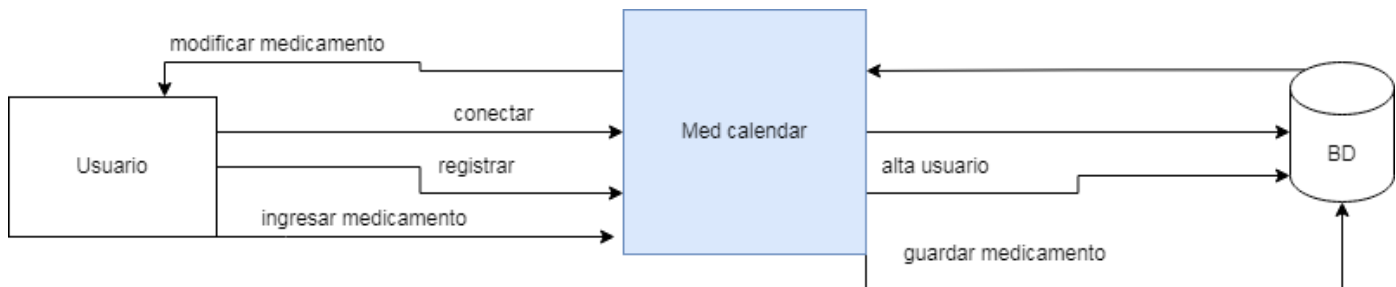 modificar medicamento
conectar
Med calendar
Usuario
registrar
alta usuario
BD
ingresar medicamento
guardar medicamento